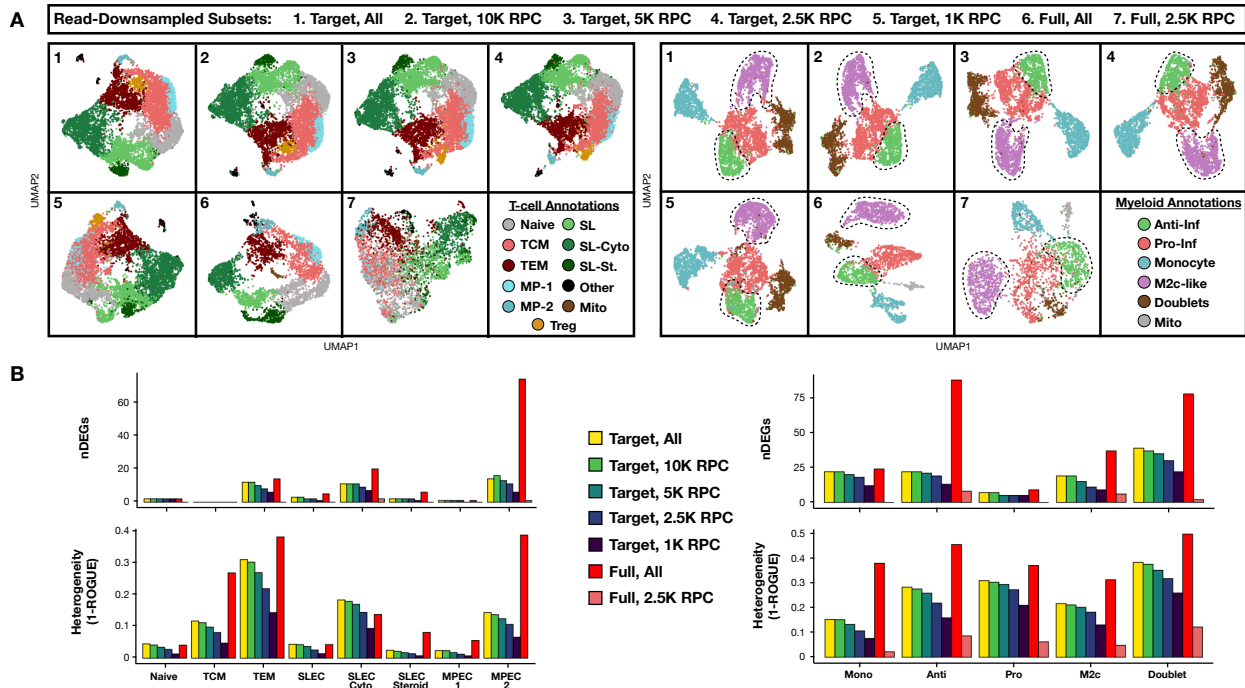 A
Read-Downsampled Subsets: 1. Target, All 2. Target, 10K RPC 3. Target, 5K RPC 4. Target, 2.5K RPC 5. Target, 1K RPC 6. Full, All 7. Full, 2.5K RPC
1 2 3 4
5 6 7
T-cell Annotations
Naive SL
TCM SL-Cyto
TEM SL-St.
MP-1 Other
MP-2 Mito
Treg
UMAP2
UMAP1
1 2 3 4
5 6 7
Myeloid Annotations
Anti-Inf
Pro-Inf
Monocyte
M2c-like
Doublets
Mito
UMAP2
UMAP1
B
nDEGs
60
40
20
0
Heterogeneity
(1-ROGUE)
0.4
0.3
0.2
0.1
0
Naive TCM TEM SLEC SLEC Cyto SLEC Steroid MPEC 1 MPEC 2
Target, All
Target, 10K RPC
Target, 5K RPC
Target, 2.5K RPC
Target, 1K RPC
Full, All
Full, 2.5K RPC
nDEGs
75
50
25
0
Heterogeneity
(1-ROGUE)
0.5
0.4
0.3
0.2
0.1
0
Mono Anti Pro M2c Doublet